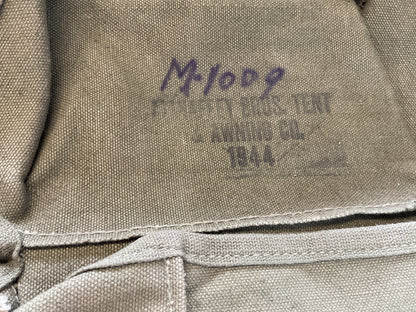 M-1009
BROS. TENT
& AWNING CO.
1944